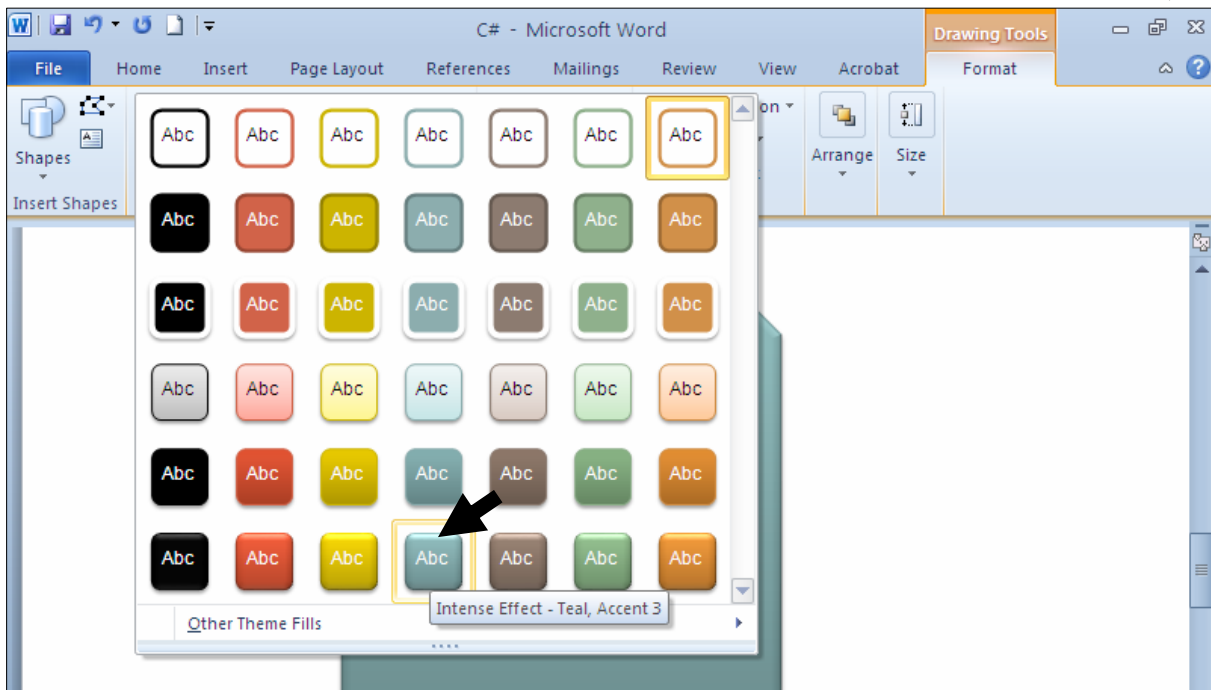 W
C# - Microsoft Word
Drawing Tools
File Home Insert Page Layout References Mailings Review View Acrobat Format
?
on
Shapes
Arrange Size
Insert Shapes
Abc Abc Abc Abc Abc Abc Abc
Abc Abc Abc Abc Abc Abc Abc
Abc Abc Abc Abc Abc Abc Abc
Abc Abc Abc Abc Abc Abc Abc
Abc Abc Abc Abc Abc Abc Abc
Abc Abc Abc Abc Abc Abc Abc
Intense Effect - Teal, Accent 3
Other Theme Fills